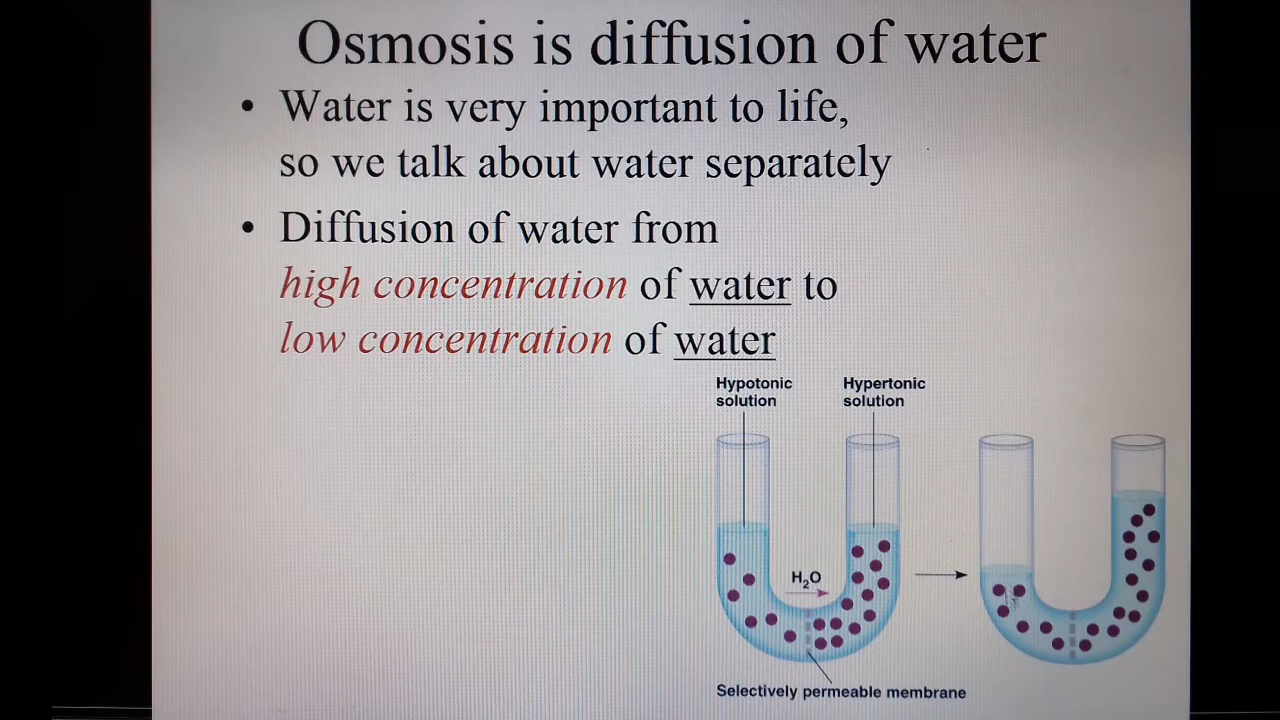 Osmosis is diffusion of water
• Water is very important to life,
so we talk about water separately
• Diffusion of water from
high concentration of water to
low concentration of water
Hypotonic
solution
Hypertonic
solution
H₂O
Selectively permeable membrane